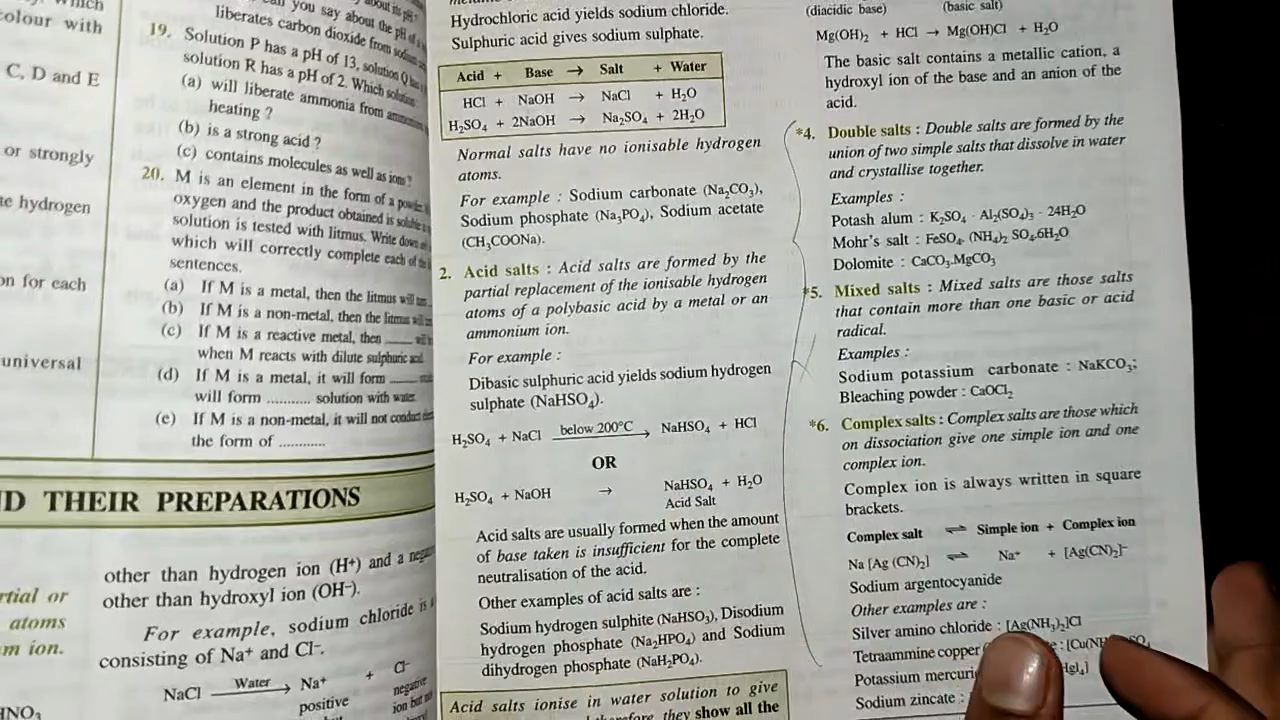 colour with
C, D and E
or strongly
hydrogen
on for each
universal
you say about the pH of
liberates carbon dioxide from
19. Solution P has a pH of 13, solution Q
solution R has a pH of 2. Which solution
(a) will liberate ammonia from
heating ?
(b) is a strong acid ?
(c) contains molecules as well as ions ?
20. M is an element in the form of a
oxygen and the product obtained is
solution is tested with litmus. Write down
which will correctly complete each of
sentences.
(a) If M is a metal, then the litmus will
(b) If M is a non-metal, then the litmus
(c) If M is a reactive metal, then ......
when M reacts with dilute sulphuric acid
(d) If M is a metal, it will form ......
will form ........... solution with water.
(e) If M is a non-metal, it will not conduct
the form of ............
D THEIR PREPARATIONS
rtial or
atoms
m ion.
HNO₃
other than hydrogen ion (H⁺) and a
other than hydroxyl ion (OH⁻).
For example, sodium chloride is
consisting of Na⁺ and Cl⁻.
NaCl Water → Na⁺ + Cl⁻
positive negative
Hydrochloric acid yields sodium chloride.
Sulphuric acid gives sodium sulphate.
Acid + Base → Salt + Water
HCl + NaOH → NaCl + H₂O
H₂SO₄ + 2NaOH → Na₂SO₄ + 2H₂O
Normal salts have no ionisable hydrogen
atoms.
For example : Sodium carbonate (Na₂CO₃),
Sodium phosphate (Na₃PO₄), Sodium acetate
(CH₃COONa).
2. Acid salts : Acid salts are formed by the
partial replacement of the ionisable hydrogen
atoms of a polybasic acid by a metal or an
ammonium ion.
For example :
Dibasic sulphuric acid yields sodium hydrogen
sulphate (NaHSO₄).
H₂SO₄ + NaCl below 200°C → NaHSO₄ + HCl
OR
H₂SO₄ + NaOH → NaHSO₄ + H₂O
Acid Salt
Acid salts are usually formed when the amount
of base taken is insufficient for the complete
neutralisation of the acid.
Other examples of acid salts are :
Sodium hydrogen sulphite (NaHSO₃), Disodium
hydrogen phosphate (Na₂HPO₄) and Sodium
dihydrogen phosphate (NaH₂PO₄).
Acid salts ionise in water solution to give
therefore, they show all the
(diacidic base) (basic salt)
Mg(OH)₂ + HCl → Mg(OH)Cl + H₂O
The basic salt contains a metallic cation, a
hydroxyl ion of the base and an anion of the
acid.
*4. Double salts : Double salts are formed by the
union of two simple salts that dissolve in water
and crystallise together.
Examples :
Potash alum : K₂SO₄ · Al₂(SO₄)₃ · 24H₂O
Mohr's salt : FeSO₄. (NH₄)₂ SO₄.6H₂O
Dolomite : CaCO₃.MgCO₃
*5. Mixed salts : Mixed salts are those salts
that contain more than one basic or acid
radical.
Examples :
Sodium potassium carbonate : NaKCO₃;
Bleaching powder : CaOCl₂
*6. Complex salts : Complex salts are those which
on dissociation give one simple ion and one
complex ion.
Complex ion is always written in square
brackets.
Complex salt ⇌ Simple ion + Complex ion
Na [Ag (CN)₂] ⇌ Na⁺ + [Ag(CN)₂]⁻
Sodium argentocyanide
Other examples are :
Silver amino chloride : [Ag(NH₃)₂]Cl
Tetraammine copper
Potassium
Sodium zincate :